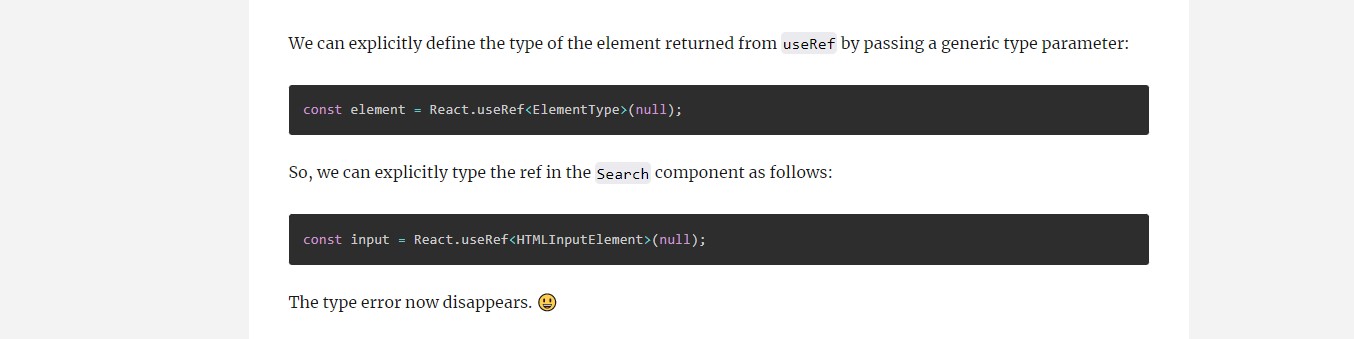 We can explicitly define the type of the element returned from useRef by passing a generic type parameter:
const element = React.useRef<ElementType>(null);
So, we can explicitly type the ref in the Search component as follows:
const input = React.useRef<HTMLInputElement>(null);
The type error now disappears. 😃